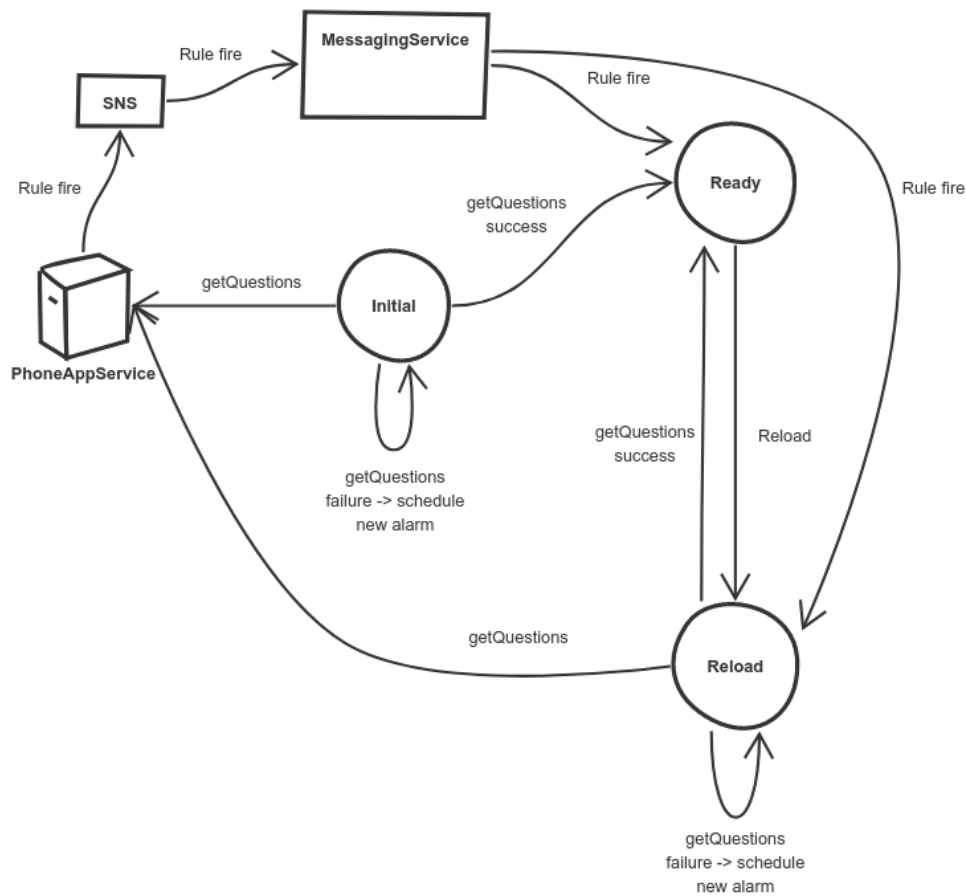 MessagingService
Rule fire
Rule fire
SNS
Rule fire
Ready
Rule fire
getQuestions
success
getQuestions
Initial
PhoneAppService
getQuestions
success
Reload
getQuestions
failure -> schedule
new alarm
getQuestions
Reload
getQuestions
failure -> schedule
new alarm